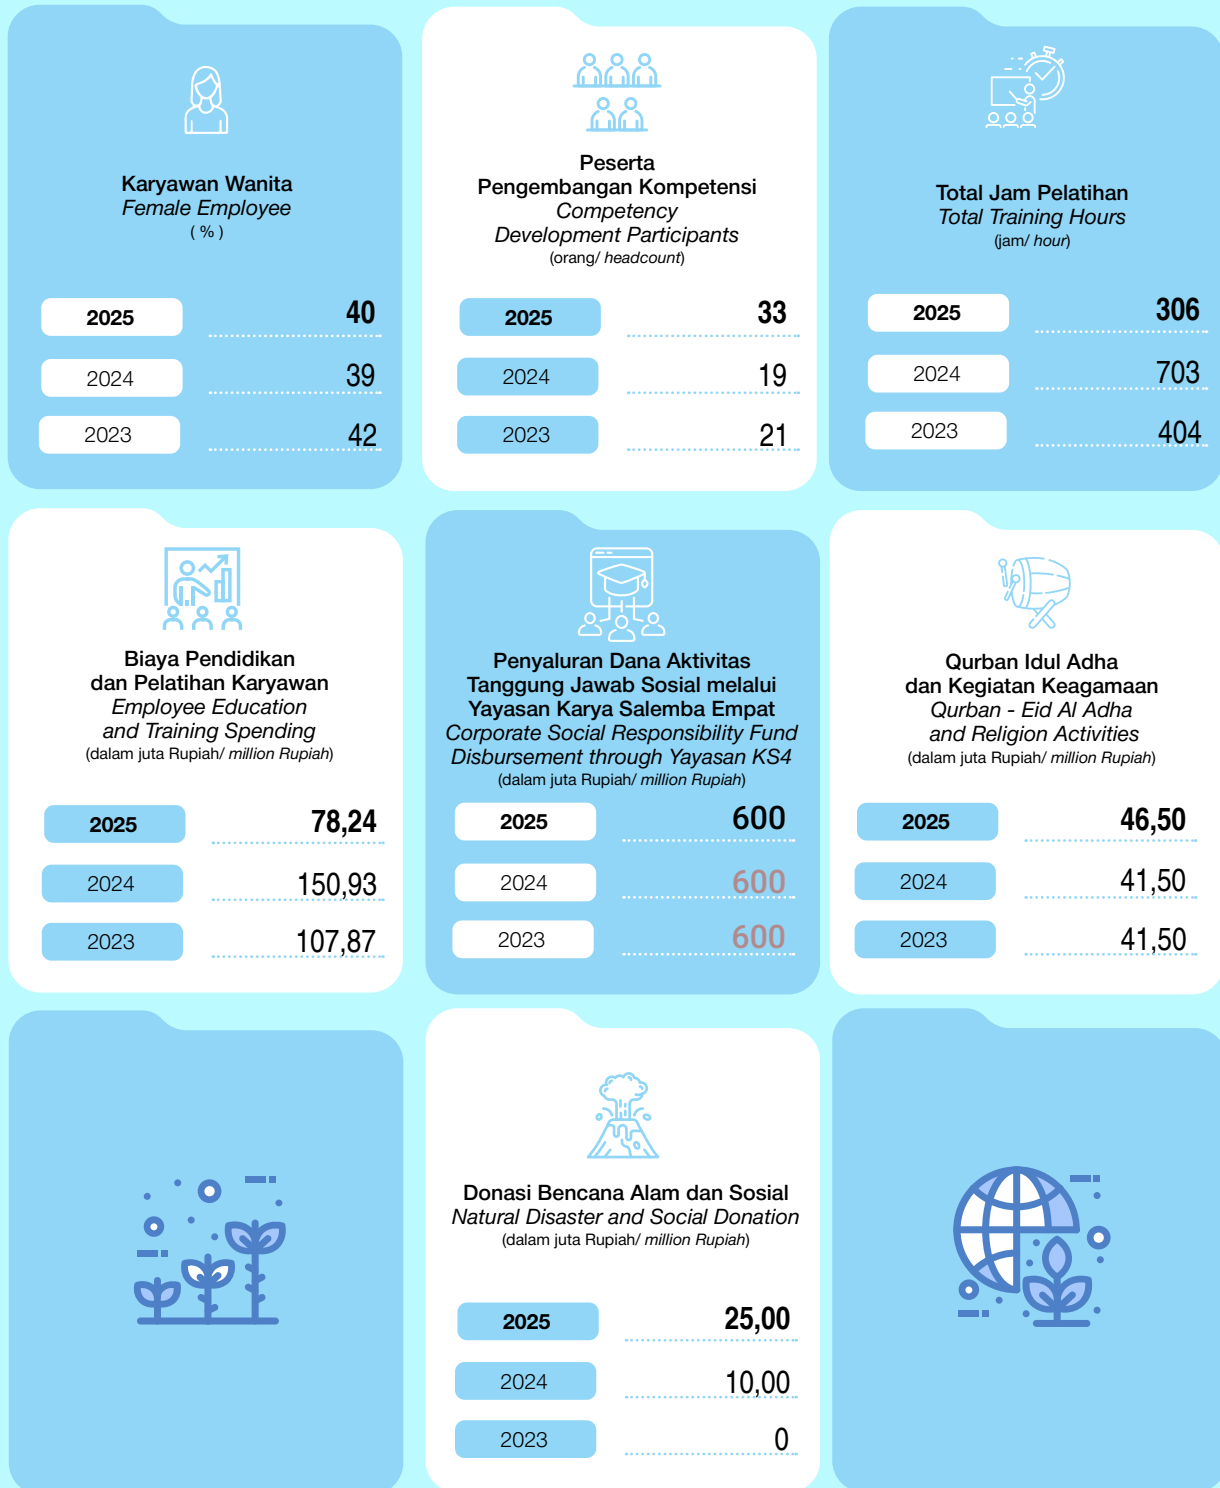 Karyawan Wanita
Female Employee
( % )
2025 40
2024 39
2023 42
Peserta
Pengembangan Kompetensi
Competency
Development Participants
(orang/ headcount)
2025 33
2024 19
2023 21
Total Jam Pelatihan
Total Training Hours
(jam/ hour)
2025 306
2024 703
2023 404
Biaya Pendidikan
dan Pelatihan Karyawan
Employee Education
and Training Spending
(dalam juta Rupiah/ million Rupiah)
2025 78,24
2024 150,93
2023 107,87
Penyaluran Dana Aktivitas
Tanggung Jawab Sosial melalui
Yayasan Karya Salemba Empat
Corporate Social Responsibility Fund
Disbursement through Yayasan KS4
(dalam juta Rupiah/ million Rupiah)
2025 600
2024 600
2023 600
Qurban Idul Adha
dan Kegiatan Keagamaan
Qurban - Eid Al Adha
and Religion Activities
(dalam juta Rupiah/ million Rupiah)
2025 46,50
2024 41,50
2023 41,50
Donasi Bencana Alam dan Sosial
Natural Disaster and Social Donation
(dalam juta Rupiah/ million Rupiah)
2025 25,00
2024 10,00
2023 0